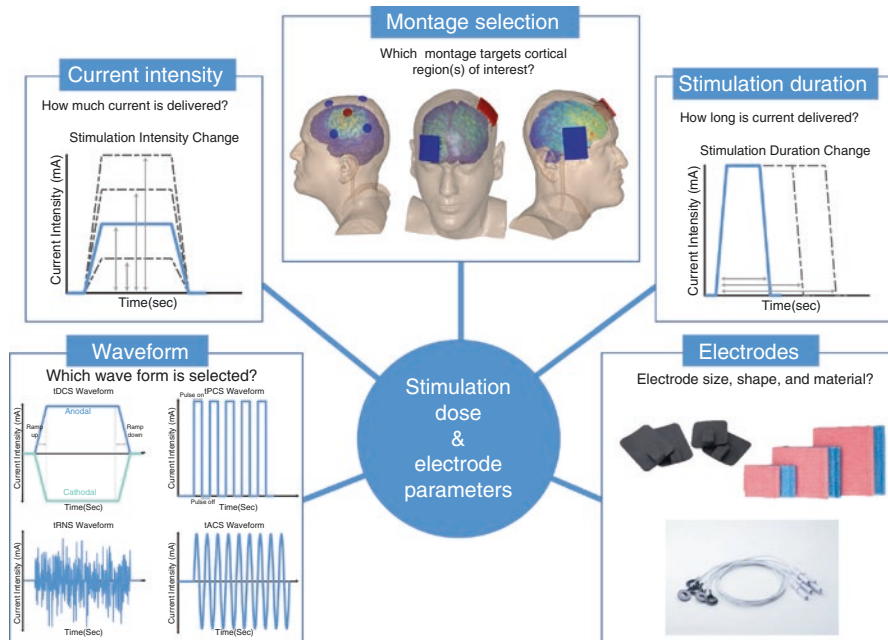 Montage selection
Which montage targets cortical
region(s) of interest?
Current intensity
How much current is delivered?
Stimulation Intensity Change
Current Intensity (mA)
Time(sec)
Stimulation duration
How long is current delivered?
Stimulation Duration Change
Current Intensity (mA)
Time(sec)
Waveform
Which wave form is selected?
tDCS Waveform
Current Intensity (mA)
Anodal
Ramp
up
Ramp
down
Cathodal
Time(Sec)
tPCS Waveform
Current Intensity (mA)
Pulse on
Pulse off
Time(Sec)
tRNS Waveform
Current Intensity (mA)
Time(Sec)
tACS Waveform
Current Intensity (mA)
Time(Sec)
Stimulation
dose
&
electrode
parameters
Electrodes
Electrode size, shape, and material?